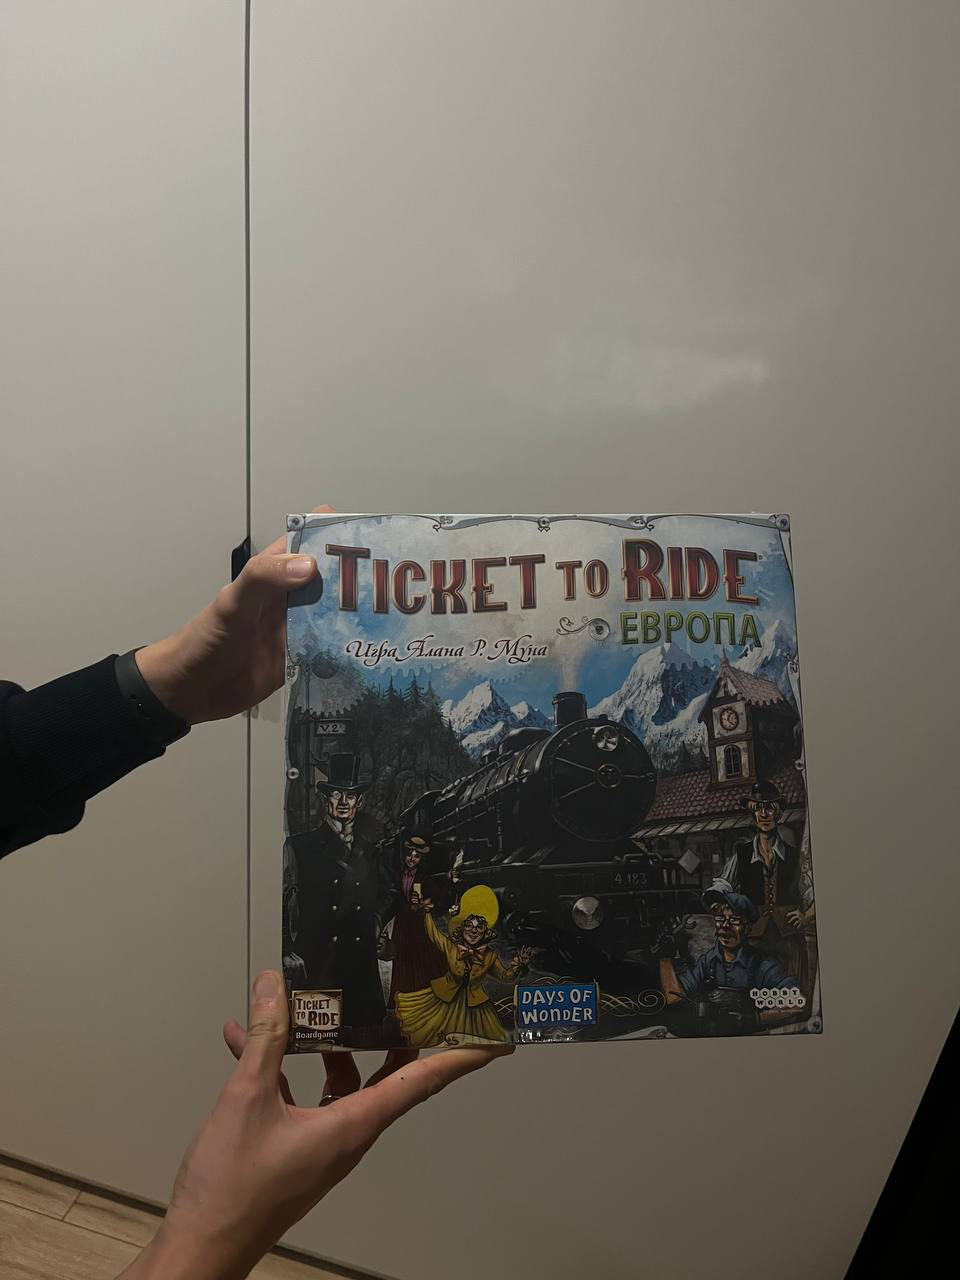 TICKET TO RIDE
ЕВРОПА
Игра Алана Р. Муна
V2
4.183
TICKET
TO RIDE
Boardgame
DAYS OF
WONDER
HOBBY
WORLD